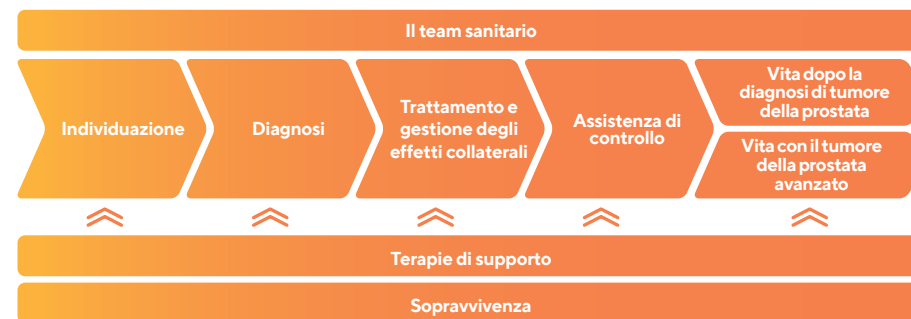 Il team sanitario
Individuazione
Diagnosi
Trattamento e
gestione degli
effetti collaterali
Assistenza di
controllo
Vita dopo la
diagnosi di tumore
della prostata
Vita con il tumore
della prostata
avanzato
Terapie di supporto
Sopravvivenza